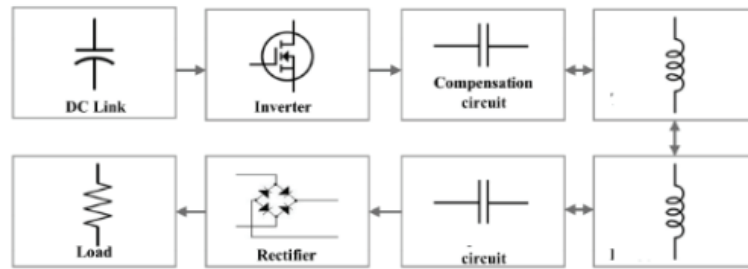 DC Link
Inverter
Compensation
circuit
Load
Rectifier
circuit